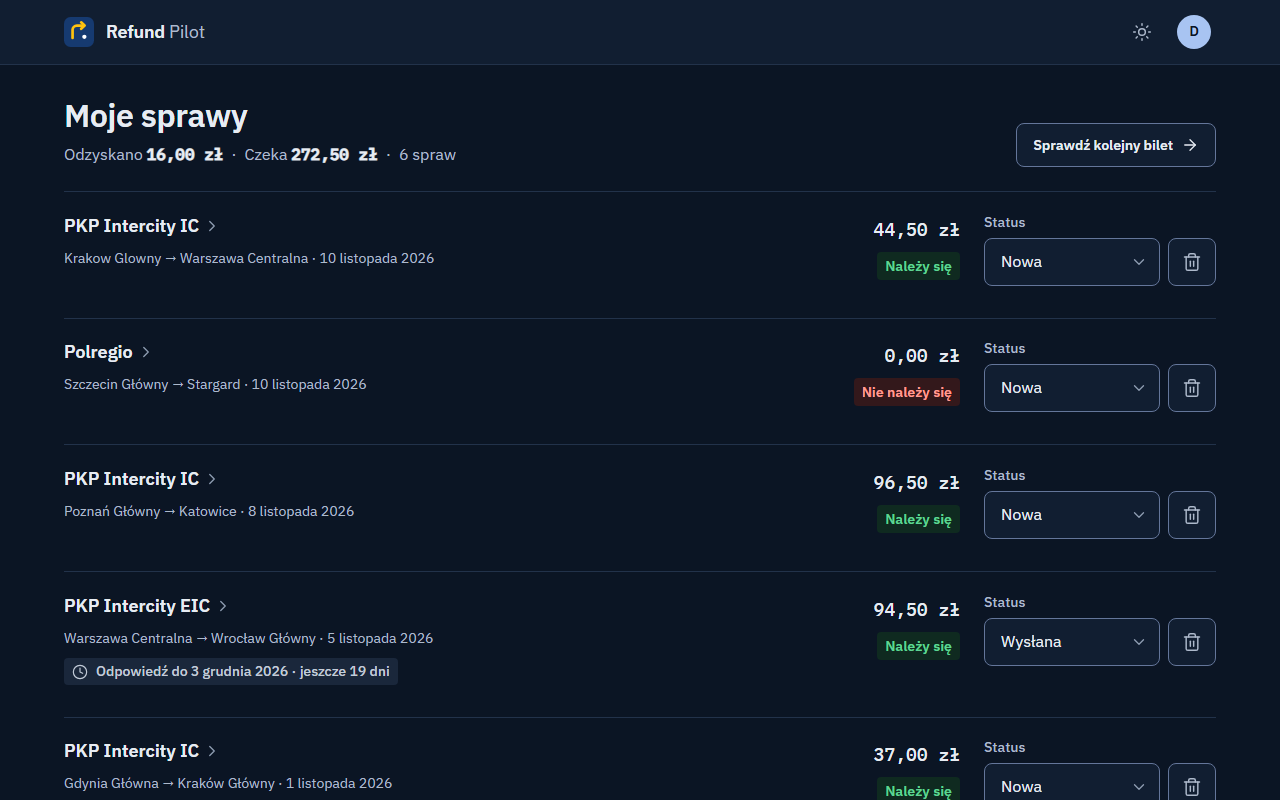 Refund Pilot
D
Moje sprawy
Odzyskano 16,00 zł · Czeka 272,50 zł · 6 spraw
Sprawdź kolejny bilet →
PKP Intercity IC
Krakow Glowny → Warszawa Centralna · 10 listopada 2026
44,50 zł
Należy się
Status
Nowa
Polregio
Szczecin Główny → Stargard · 10 listopada 2026
0,00 zł
Nie należy się
Status
Nowa
PKP Intercity IC
Poznań Główny → Katowice · 8 listopada 2026
96,50 zł
Należy się
Status
Nowa
PKP Intercity EIC
Warszawa Centralna → Wrocław Główny · 5 listopada 2026
Odpowiedź do 3 grudnia 2026 · jeszcze 19 dni
94,50 zł
Należy się
Status
Wysłana
PKP Intercity IC
Gdynia Główna → Kraków Główny · 1 listopada 2026
37,00 zł
Należy się
Status
Nowa